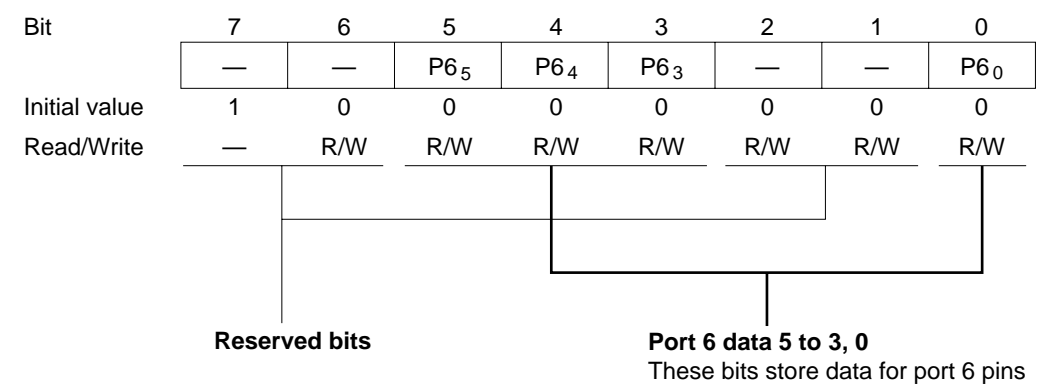 Bit 7 6 5 4 3 2 1 0
— — P6₅ P6₄ P6₃ — — P6₀
Initial value 1 0 0 0 0 0 0 0
Read/Write — R/W R/W R/W R/W R/W R/W R/W
Reserved bits
Port 6 data 5 to 3, 0
These bits store data for port 6 pins